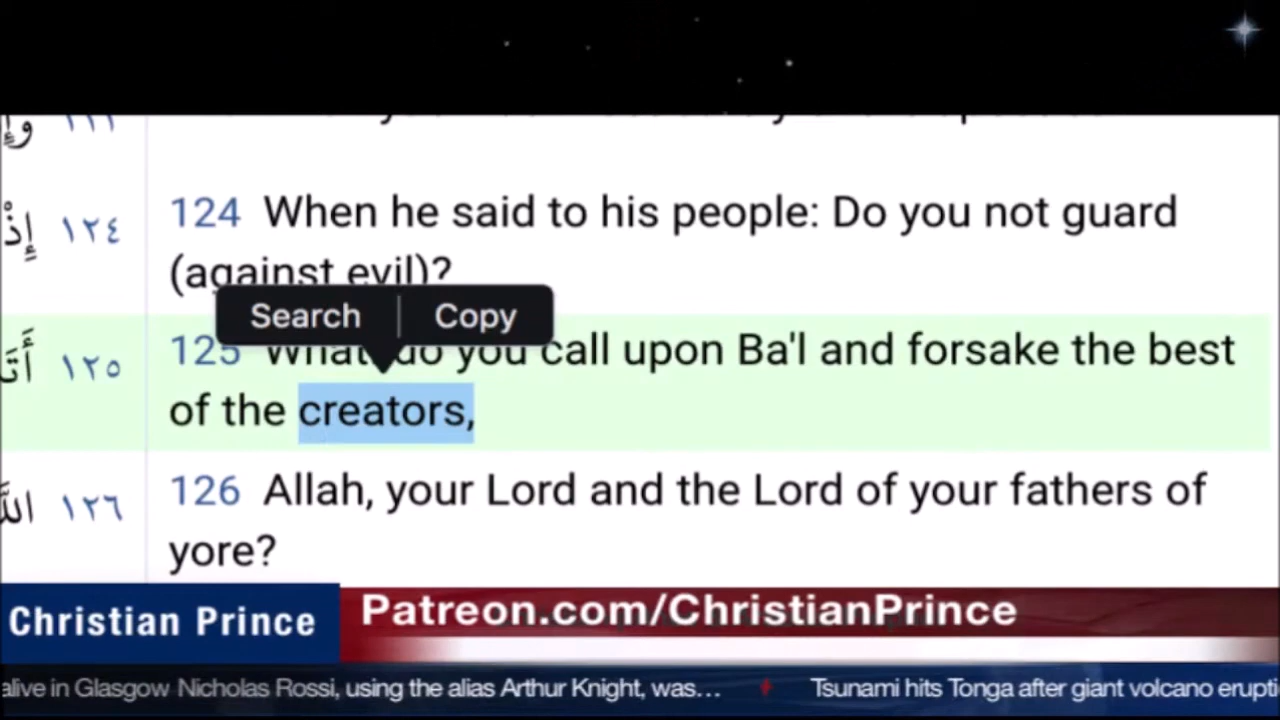 ١٢٤ 124 When he said to his people: Do you not guard
(against evil)?
Search Copy
١٢٥ 125 What do you call upon Ba'l and forsake the best
of the creators,
١٢٦ 126 Allah, your Lord and the Lord of your fathers of
yore?
Christian Prince Patreon.com/ChristianPrince
alive in Glasgow Nicholas Rossi, using the alias Arthur Knight, was... Tsunami hits Tonga after giant volcano erupti